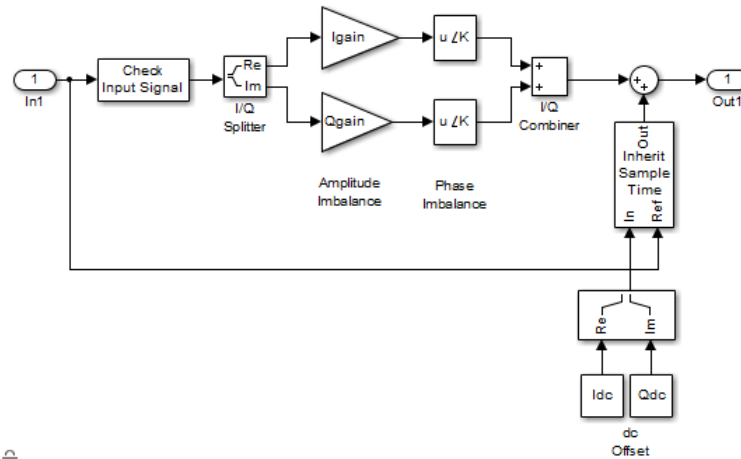 1
In1
Check
Input Signal
Re
Im
I/Q
Splitter
Igain
Qgain
Amplitude
Imbalance
u∠K
u∠K
Phase
Imbalance
+
+
I/Q
Combiner
+
+
1
Out1
Out
Inherit
Sample
Time
In
Ref
Re
Im
Idc
Qdc
dc
Offset